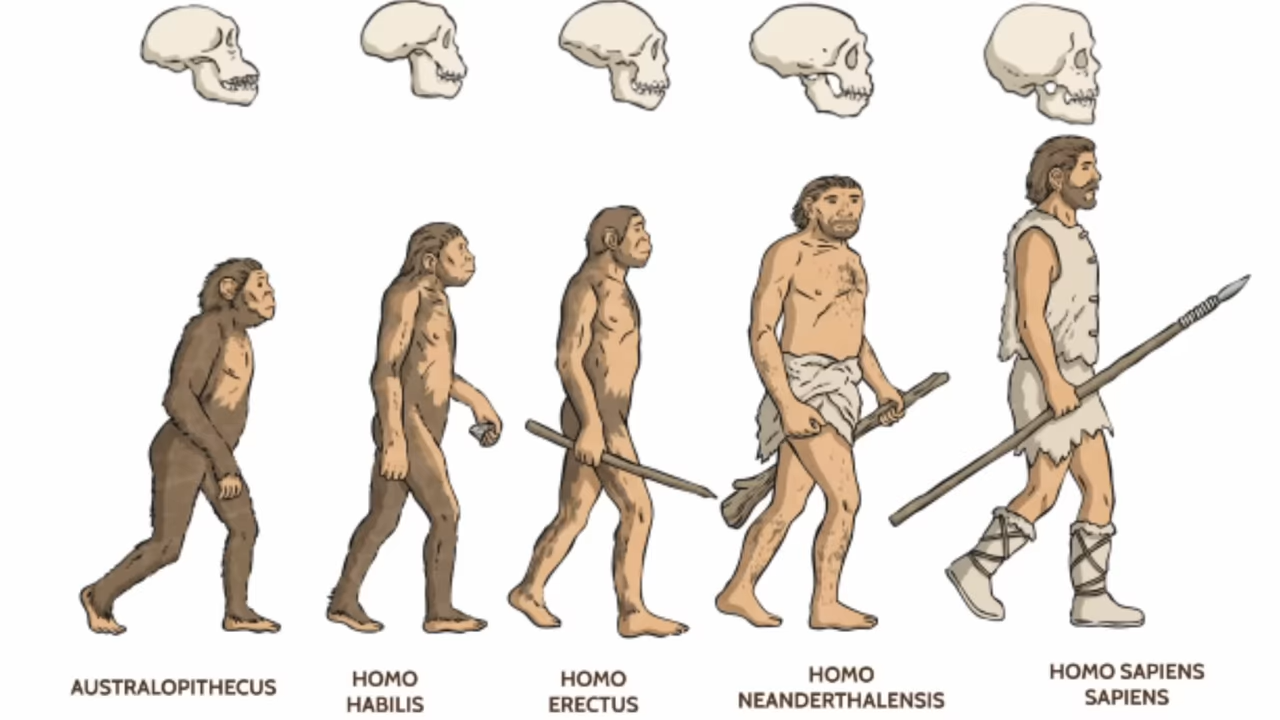 AUSTRALOPITHECUS
HOMO
HABILIS
HOMO
ERECTUS
HOMO
NEANDERTHALENSIS
HOMO SAPIENS
SAPIENS